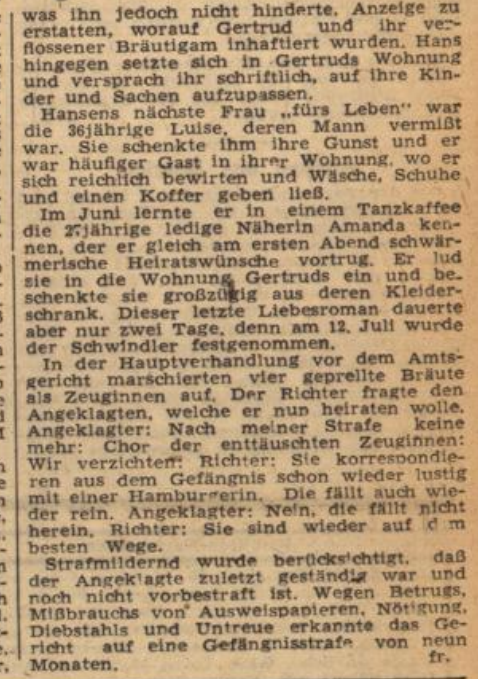 was ihn jedoch nicht hinderte, Anzeige zu
erstatten, worauf Gertrud und ihr ver-
flossener Bräutigam inhaftiert wurden. Hans
hingegen setzte sich in Gertruds Wohnung
und versprach ihr schriftlich, auf ihre Kin-
der und Sachen aufzupassen.
Hansens nächste Frau „fürs Leben“ war
die 36jährige Luise, deren Mann vermißt
war. Sie schenkte ihm ihre Gunst und er
war häufiger Gast in ihrer Wohnung, wo er
sich reichlich bewirten und Wäsche, Schuhe
und einen Koffer geben ließ.
Im Juni lernte er in einem Tanzkaffee
die 27jährige ledige Näherin Amanda ken-
nen, der er gleich am ersten Abend schwär-
merische Heiratswünsche vortrug. Er lud
sie in die Wohnung Gertruds ein und be-
schenkte sie großzügig aus deren Kleider-
schrank. Dieser letzte Liebesroman dauerte
aber nur zwei Tage, denn am 12. Juli wurde
der Schwindler festgenommen.
In der Hauptverhandlung vor dem Amts-
gericht marschierten vier geprellte Bräute
als Zeuginnen auf. Der Richter fragte den
Angeklagten, welche er nun heiraten wolle.
Angeklagter: Nach meiner Strafe keine
mehr: Chor der enttäuschten Zeuginnen:
Wir verzichten: Richter: Sie korrespondie-
ren aus dem Gefängnis schon wieder lustig
mit einer Hamburgerin. Die fällt auch wie-
der rein. Angeklagter: Nein, die fällt nicht
herein. Richter: Sie sind wieder auf d m
besten Wege.
Strafmildernd wurde berücksichtigt, daß
der Angeklagte zuletzt geständig war und
noch nicht vorbestraft ist. Wegen Betrugs,
Mißbrauchs von Ausweispapieren, Nötigung,
Diebstahls und Untreue erkannte das Ge-
richt auf eine Gefängnisstrafe von neun
Monaten. fr.